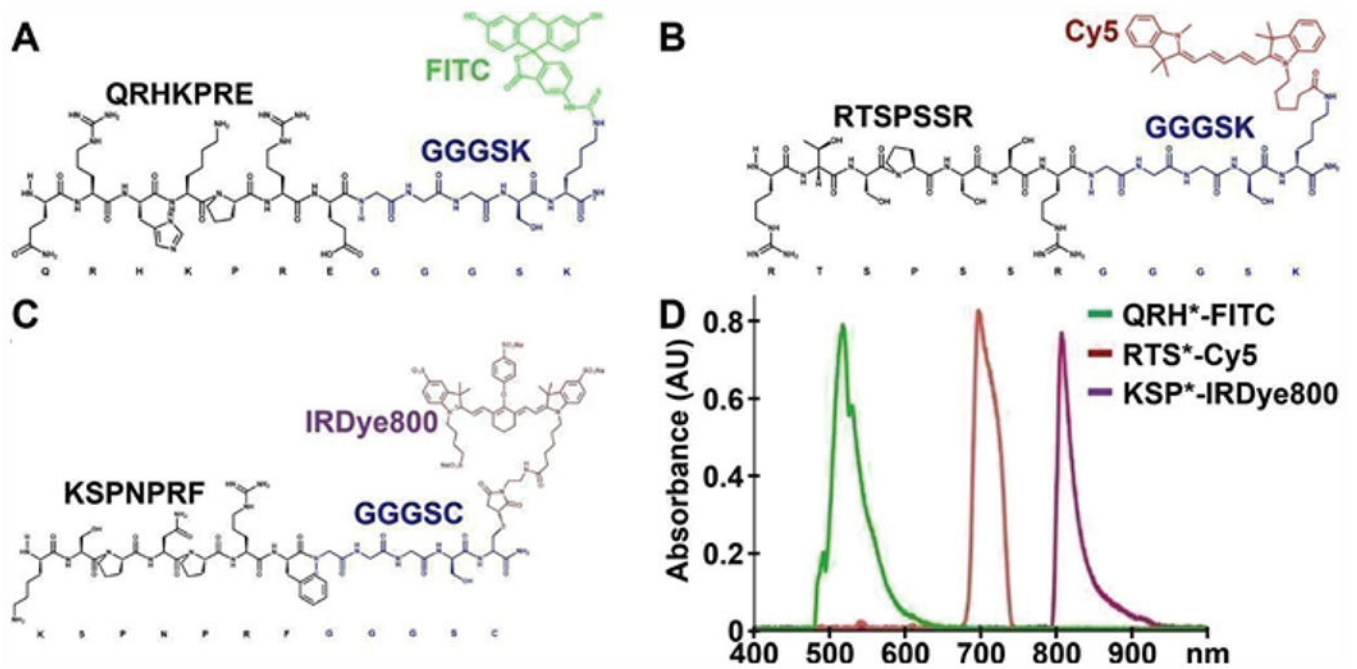 A
QRHKPRE
FITC
GGGSK
Q R H K P R E G G G S K
B
Cy5
RTSPSSR
GGGSK
R T S P S S R G G G S K
C
IRDye800
KSPNPRF
GGGSC
K S P N P R F G G G S C
D
QRH*-FITC
RTS*-Cy5
KSP*-IRDye800
Absorbance (AU)
0.8
0.6
0.4
0.2
0
400 500 600 700 800 900 nm